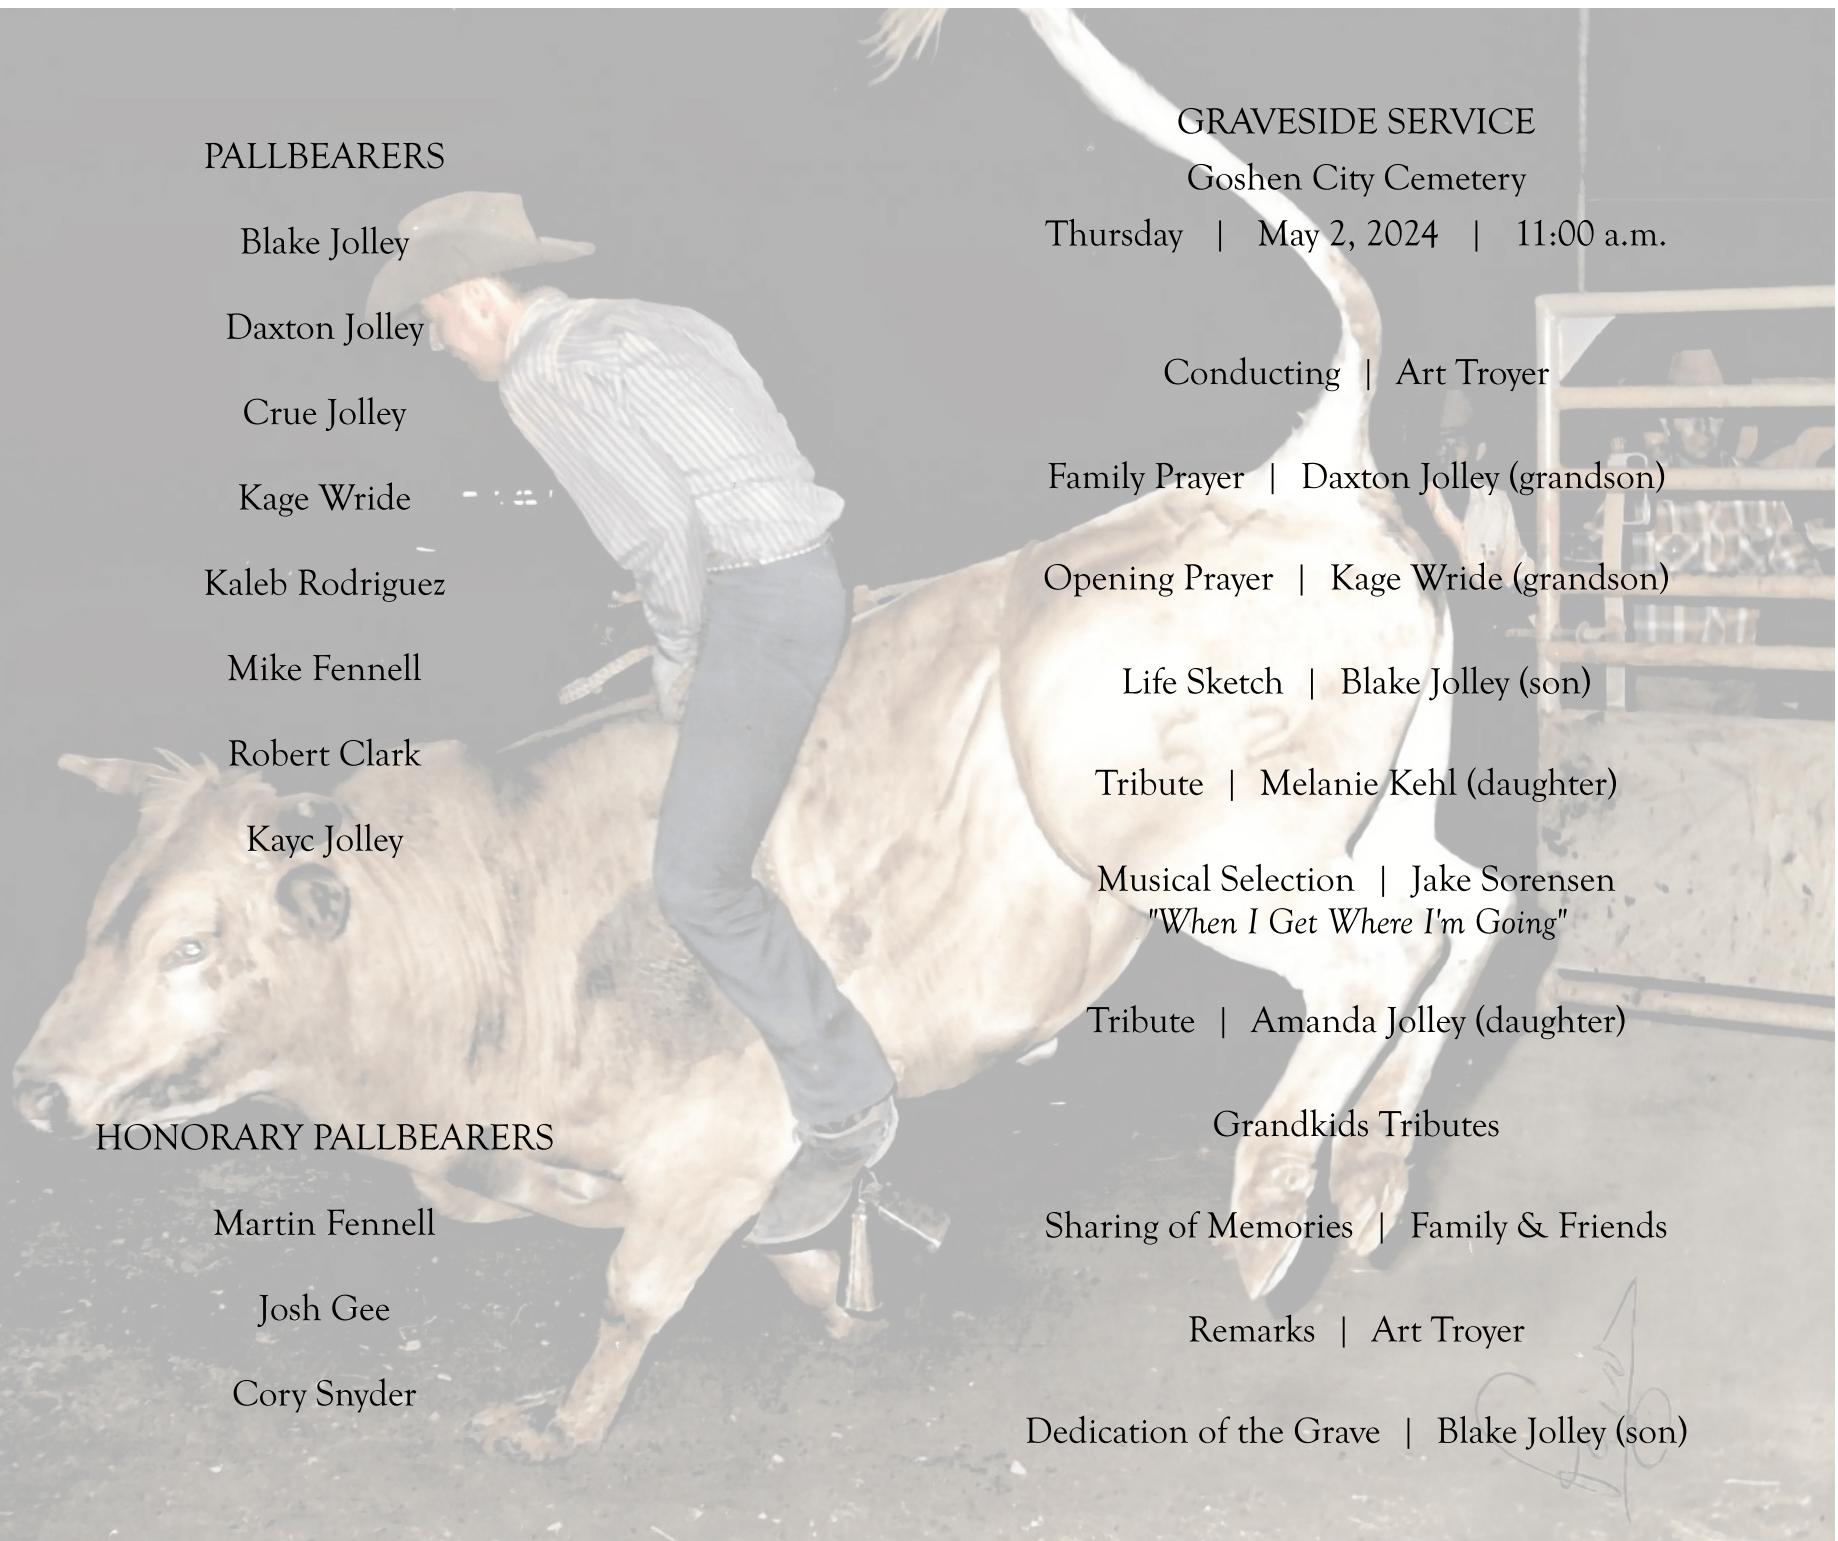 PALLBEARERS
Blake Jolley
Daxton Jolley
Crue Jolley
Kage Wride
Kaleb Rodriguez
Mike Fennell
Robert Clark
Kayc Jolley
HONORARY PALLBEARERS
Martin Fennell
Josh Gee
Cory Snyder
GRAVESIDE SERVICE
Goshen City Cemetery
Thursday | May 2, 2024 | 11:00 a.m.
Conducting | Art Troyer
Family Prayer | Daxton Jolley (grandson)
Opening Prayer | Kage Wride (grandson)
Life Sketch | Blake Jolley (son)
Tribute | Melanie Kehl (daughter)
Musical Selection | Jake Sorensen
"When I Get Where I'm Going"
Tribute | Amanda Jolley (daughter)
Grandkids Tributes
Sharing of Memories | Family & Friends
Remarks | Art Troyer
Dedication of the Grave | Blake Jolley (son)